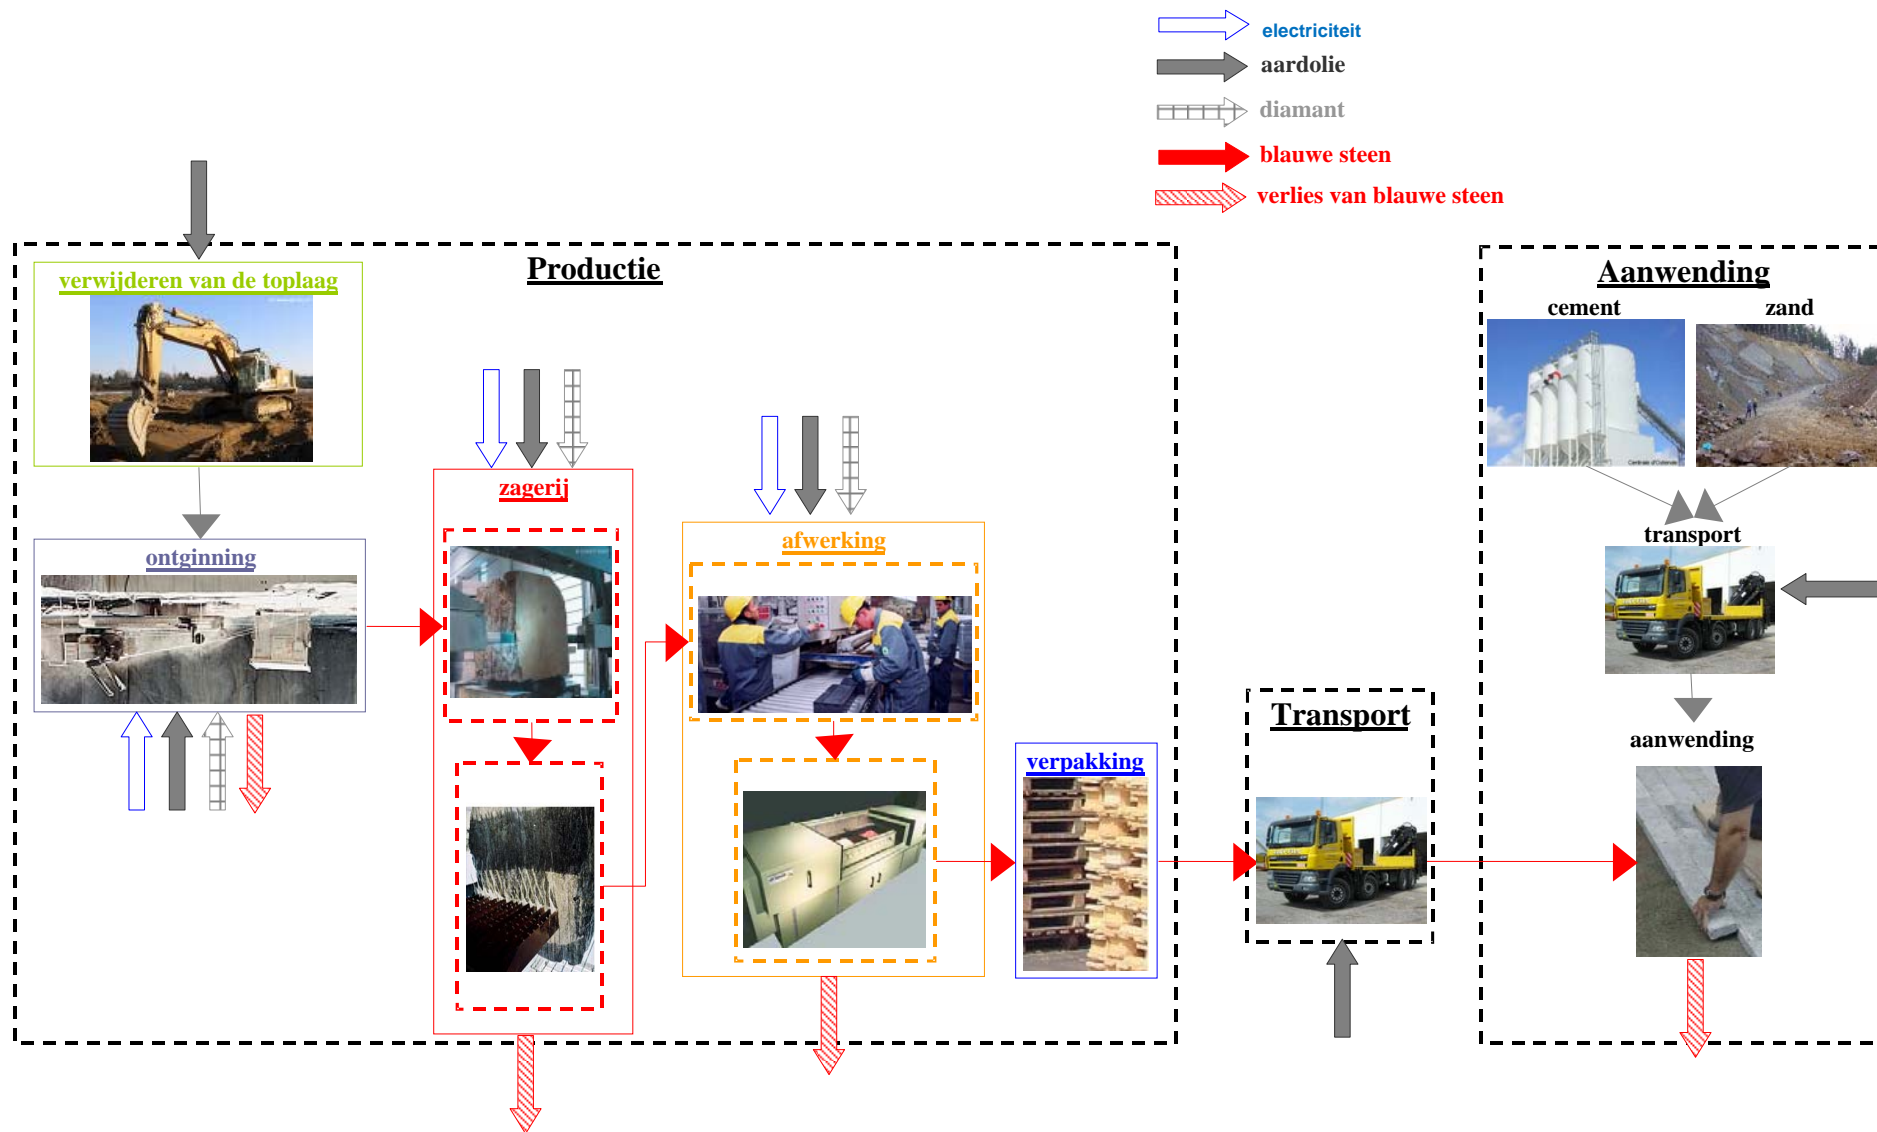 electriciteit
aardolie
diamant
blauwe steen
verlies van blauwe steen
Productie
verwijderen van de toplaag
ontginning
zagerij
afwerking
verpakking
Transport
Aanwending
cement
zand
transport
aanwending